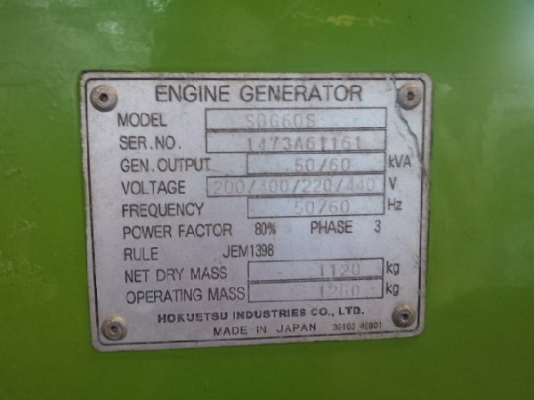 ENGINE GENERATOR
MODEL SDG60S
SER.NO. 1473A61161
GEN.OUTPUT 50/60 kVA
VOLTAGE 200/400/220/440 V
FREQUENCY 50/60 Hz
POWER FACTOR 80% PHASE 3
RULE JEM1398
NET DRY MASS 1120 kg
OPERATING MASS 1260 kg
HOKUETSU INDUSTRIES CO., LTD.
MADE IN JAPAN